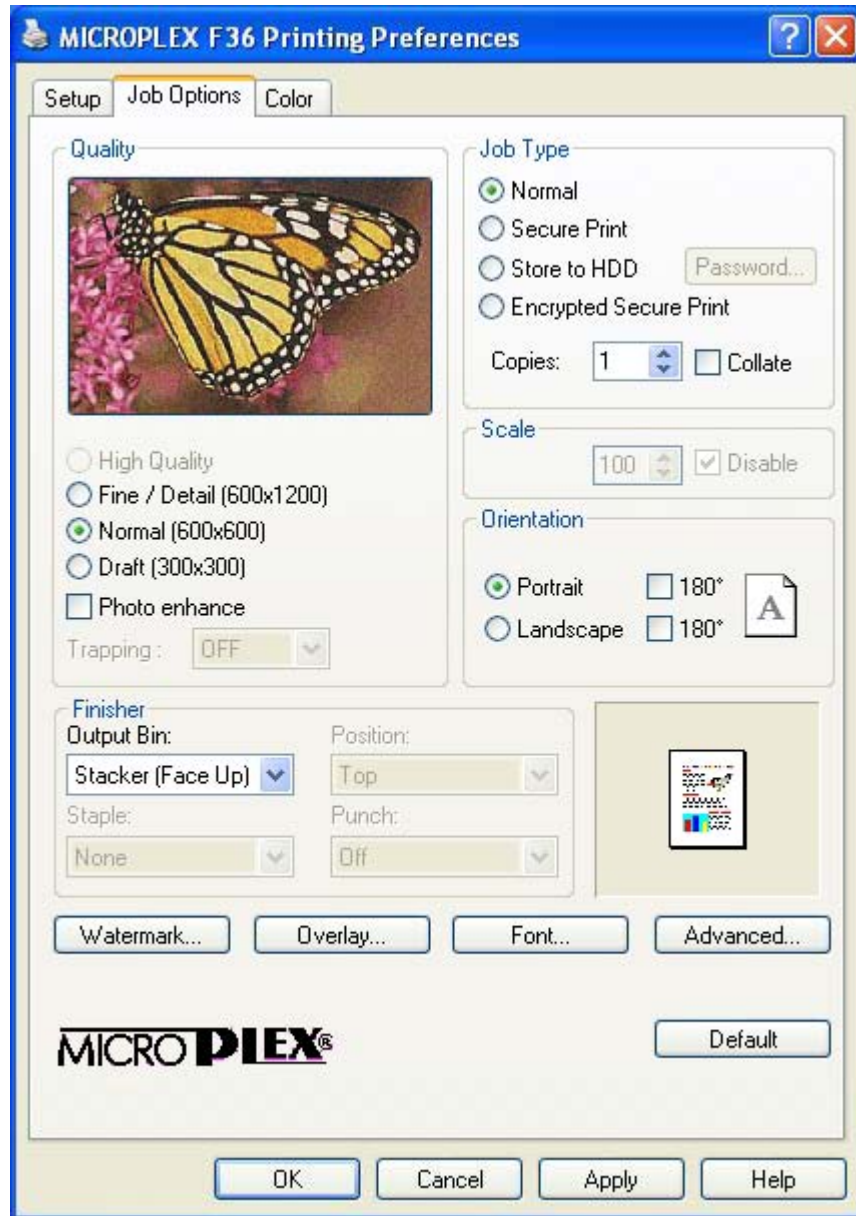 MICROPLEX F36 Printing Preferences
Setup
Job Options
Color
Quality
High Quality
Fine / Detail (600x1200)
Normal (600x600)
Draft (300x300)
Photo enhance
Trapping : OFF
Job Type
Normal
Secure Print
Store to HDD
Password...
Encrypted Secure Print
Copies: 1
Collate
Scale
100
Disable
Orientation
Portrait
180°
Landscape
180°
A
Finisher
Output Bin:
Stacker (Face Up)
Position:
Top
Staple:
None
Punch:
Off
Watermark...
Overlay...
Font...
Advanced...
MICROPLEX®
Default
OK
Cancel
Apply
Help